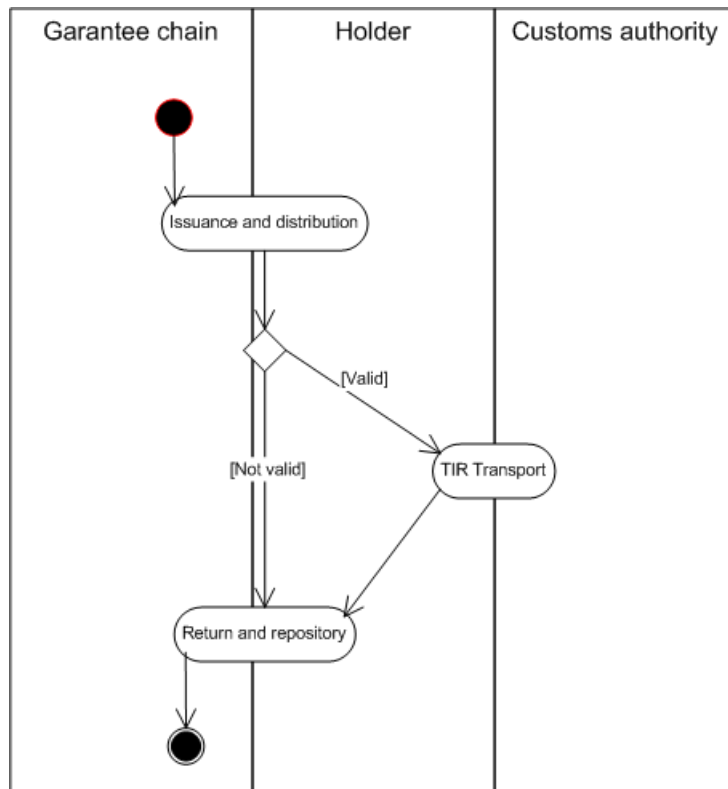 Garantee chain
Holder
Customs authority
Issuance and distribution
[Valid]
[Not valid]
TIR Transport
Return and repository